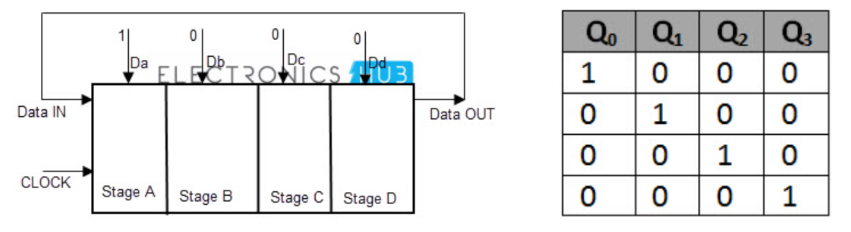 1 0 0 0
Da Db Dc Dd
ELECTRONICS HUB
Data IN
Data OUT
CLOCK
Stage A Stage B Stage C Stage D
Q₀ Q₁ Q₂ Q₃
1 0 0 0
0 1 0 0
0 0 1 0
0 0 0 1